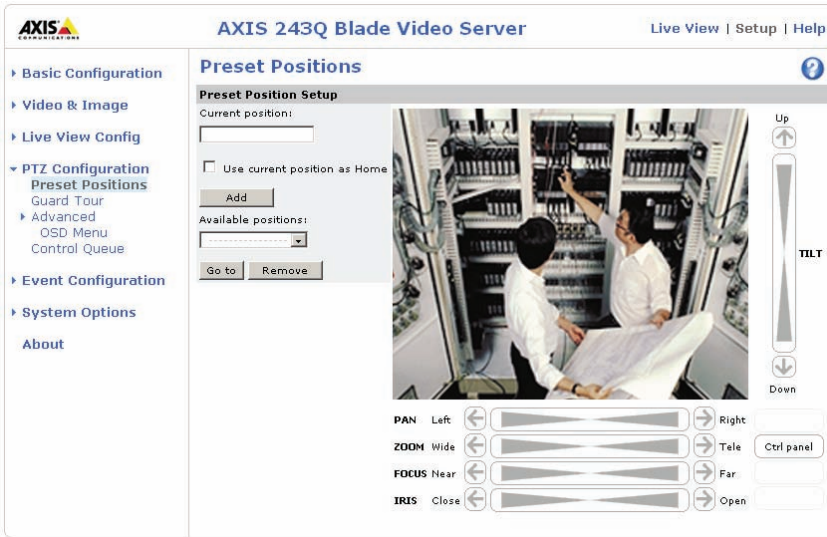 AXIS
COMMUNICATIONS
AXIS 243Q Blade Video Server
Live View | Setup | Help
Basic Configuration
Video & Image
Live View Config
PTZ Configuration
Preset Positions
Guard Tour
Advanced
OSD Menu
Control Queue
Event Configuration
System Options
About
Preset Positions
?
Preset Position Setup
Current position:
Use current position as Home
Add
Available positions:
Go to Remove
Up
TILT
Down
PAN Left Right
ZOOM Wide Tele Ctrl panel
FOCUS Near Far
IRIS Close Open